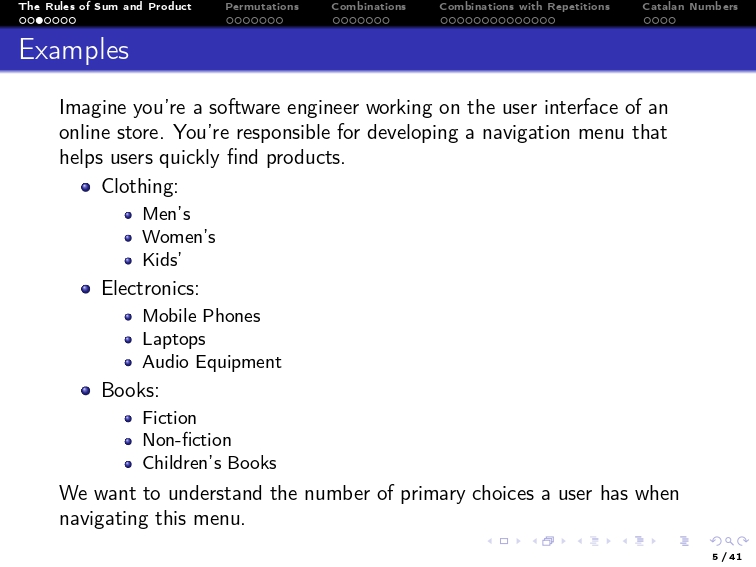 The Rules of Sum and Product Permutations Combinations Combinations with Repetitions Catalan Numbers
Examples
Imagine you're a software engineer working on the user interface of an
online store. You're responsible for developing a navigation menu that
helps users quickly find products.
Clothing:
Men's
Women's
Kids'
Electronics:
Mobile Phones
Laptops
Audio Equipment
Books:
Fiction
Non-fiction
Children's Books
We want to understand the number of primary choices a user has when
navigating this menu.
5 / 41